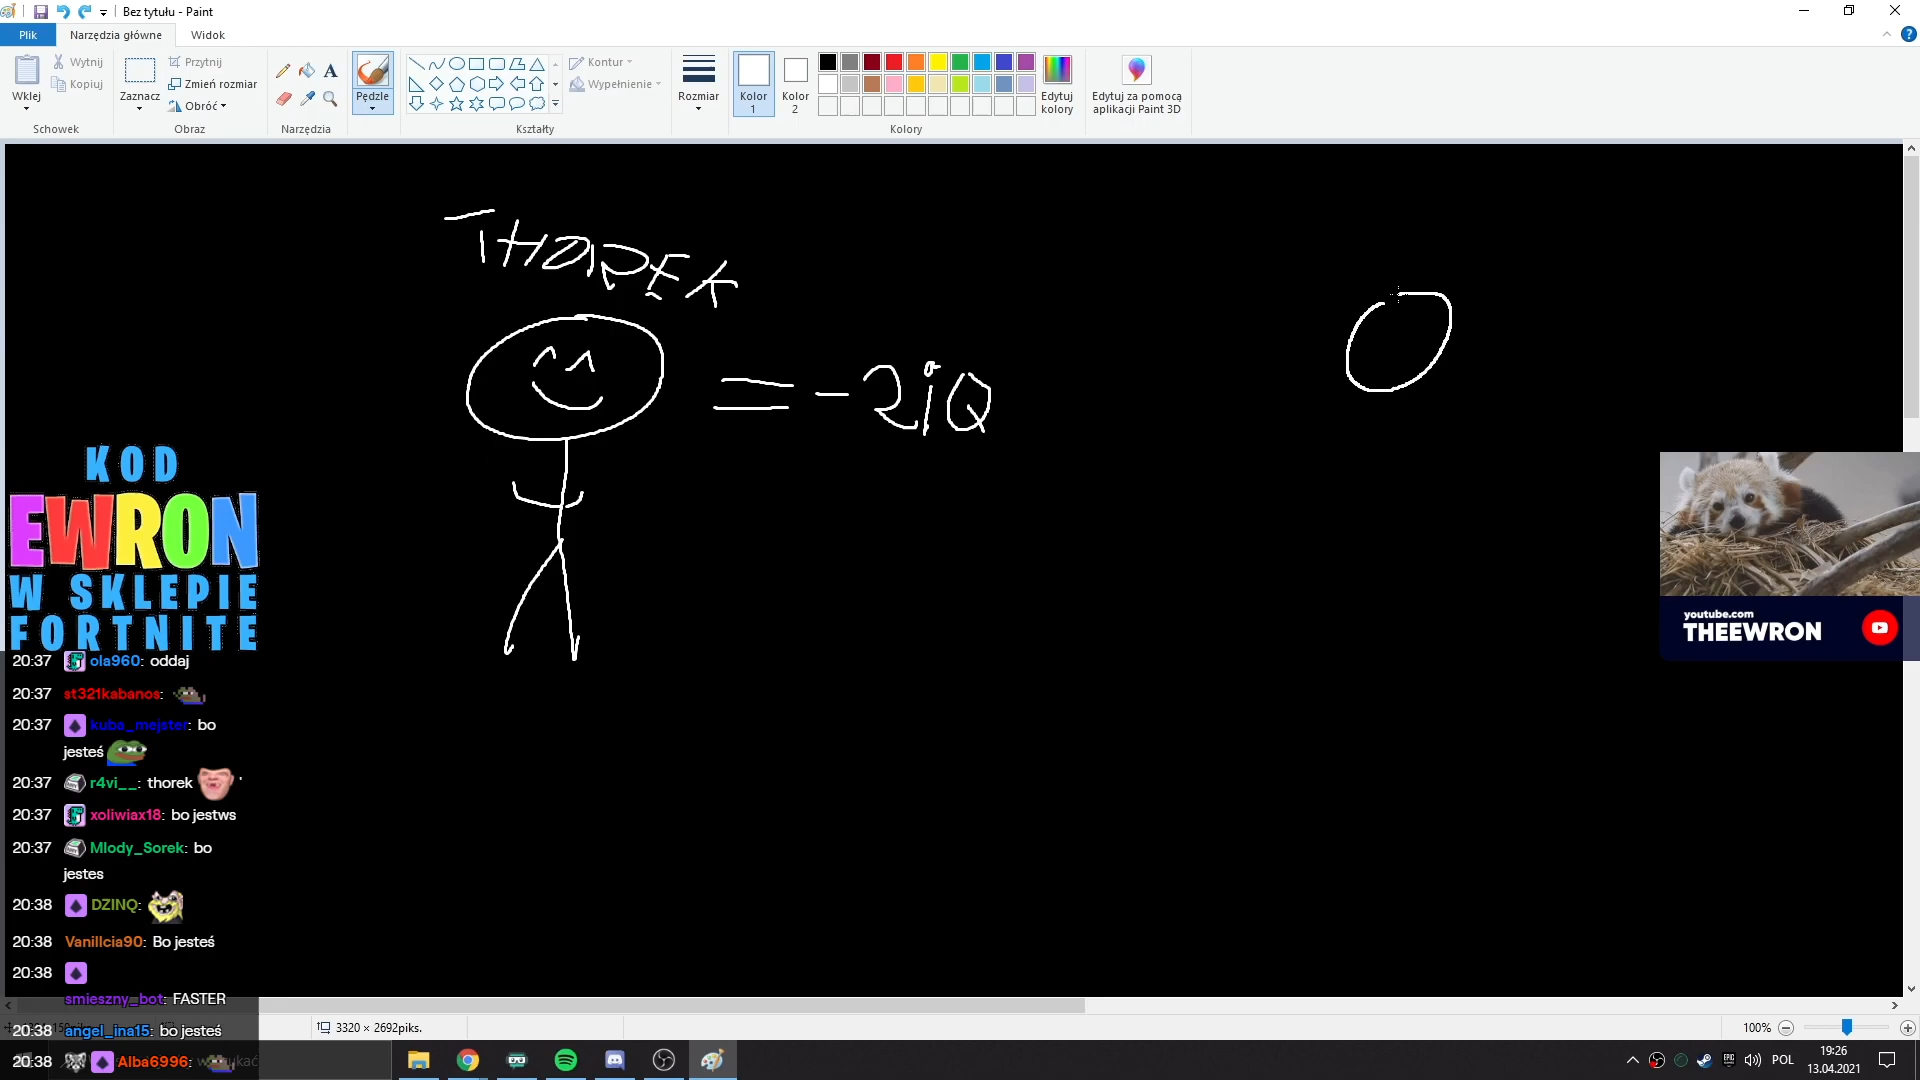 Bez tytułu - Paint
Plik
Narzędzia główne
Widok
Wklej
Wytnij
Kopiuj
Schowek
Zaznacz
Przytnij
Zmień rozmiar
Obróć
Obraz
Narzędzia
Pędzle
Kontur
Wypełnienie
Kształty
Rozmiar
Kolor
1
Kolor
2
Kolory
Edytuj
kolory
Edytuj za pomocą
aplikacji Paint 3D
THOREK
= -2iQ
KOD
EWRON
W SKLEPIE
FORTNITE
youtube.com
THEEWRON
20:37 ola960: oddaj
20:37 st321kabanos:
20:37 kuba_mejster: bo
jesteś
20:37 r4vi__: thorek '
20:37 xoliwiax18: bo jestws
20:37 Mlody_Sorek: bo
jestes
20:38 DZINQ:
20:38 Vanillcia90: Bo jesteś
20:38
smieszny_bot: FASTER
20:38 angel_ina15: bo jesteś
20:38 Alba6996:
3320 × 2692piks.
100%
POL
19:26
13.04.2021